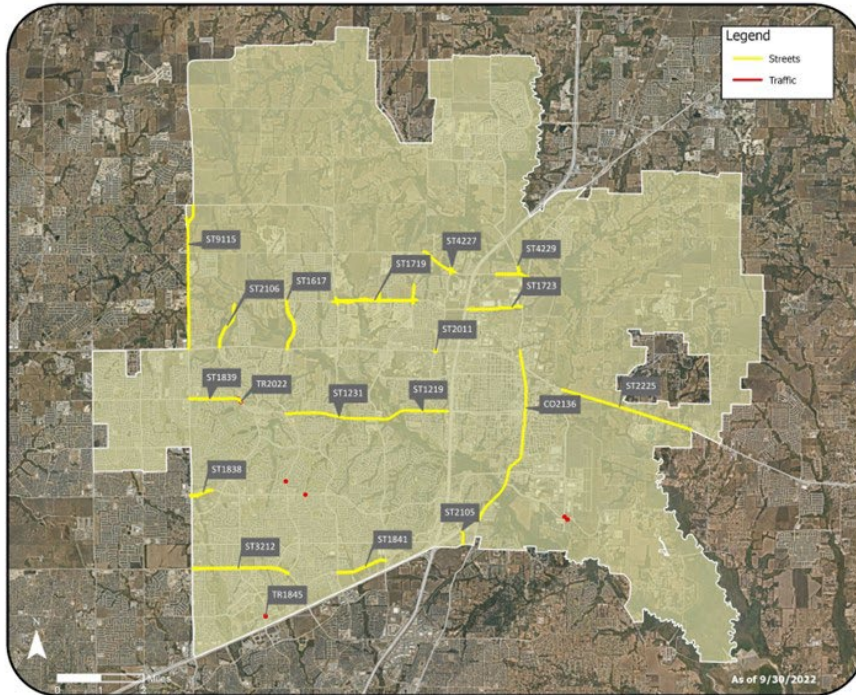 Legend
Streets
Traffic
ST4227
ST4229
ST9115
ST1719
ST2106
ST1617
ST1723
ST2011
ST1839
TR2022
ST2225
ST1231
ST1219
CO2136
ST1838
ST2105
ST3212
ST1841
TR1845
N
Miles
0
As of 9/30/2022